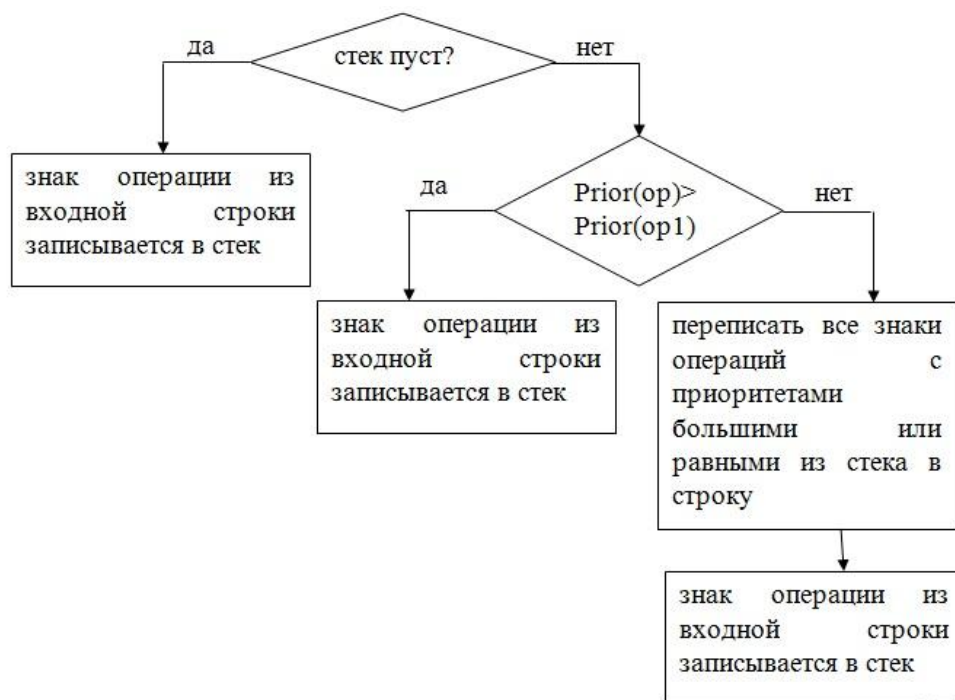 да
стек пуст?
нет
знак операции из
входной строки
записывается в стек
да
Prior(op)>
Prior(op1)
нет
знак операции из
входной строки
записывается в стек
переписать все знаки
операций с
приоритетами
большими или
равными из стека в
строку
знак операции из
входной строки
записывается в стек